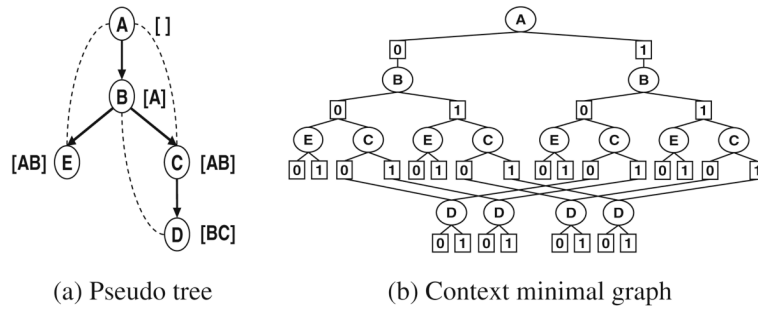 A [ ]
B [A]
[AB] E C [AB]
D [BC]
(a) Pseudo tree
A
0 1
B B
0 1 0 1
E C E C E C E C
0 1 0 1 0 1 0 1 0 1 0 1 0 1 0 1
D D D D
0 1 0 1 0 1 0 1
(b) Context minimal graph